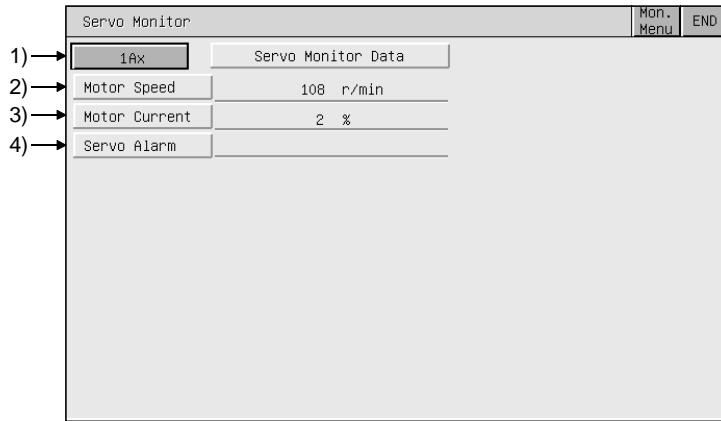 Servo Monitor Mon. Menu END
1) 1Ax Servo Monitor Data
2) Motor Speed 108 r/min
3) Motor Current 2 %
4) Servo Alarm